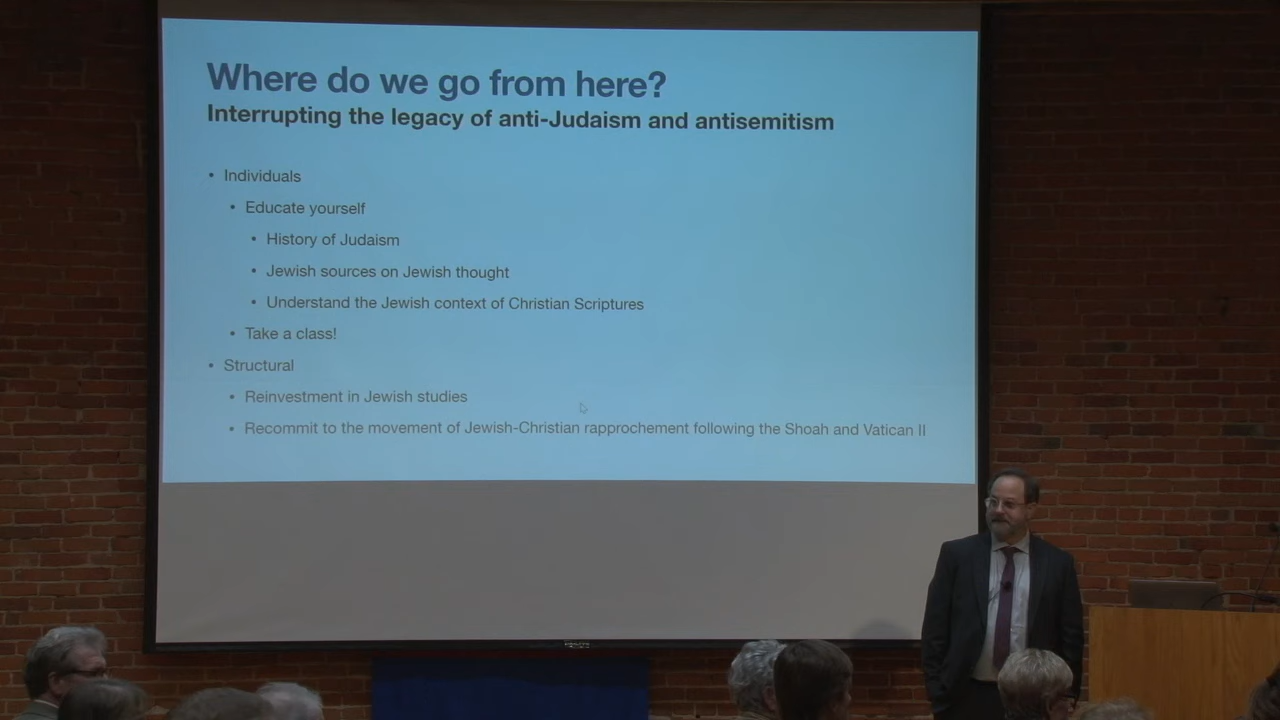 Where do we go from here?
Interrupting the legacy of anti-Judaism and antisemitism
• Individuals
• Educate yourself
• History of Judaism
• Jewish sources on Jewish thought
• Understand the Jewish context of Christian Scriptures
• Take a class!
• Structural
• Reinvestment in Jewish studies
• Recommit to the movement of Jewish-Christian rapprochement following the Shoah and Vatican II